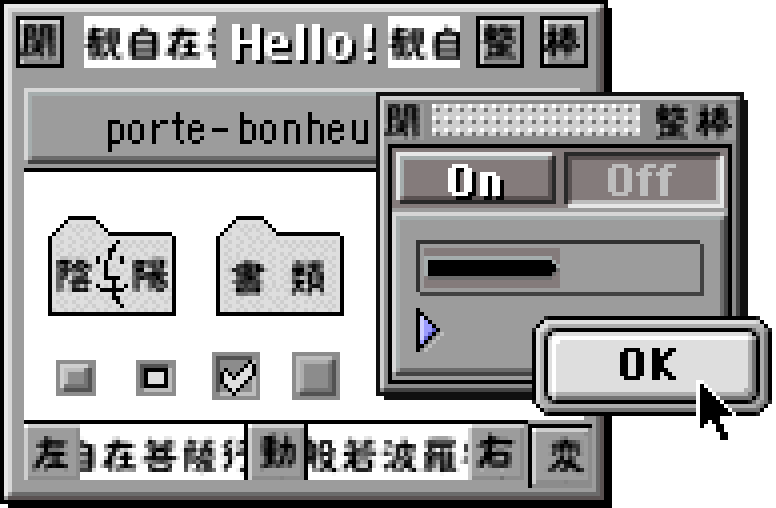 閉 観自在 Hello! 観自 整 棒
porte-bonheu
閉 整 棒
On Off
陰 陽 書類
OK
左 自在菩薩行 動 般若波羅 右 変